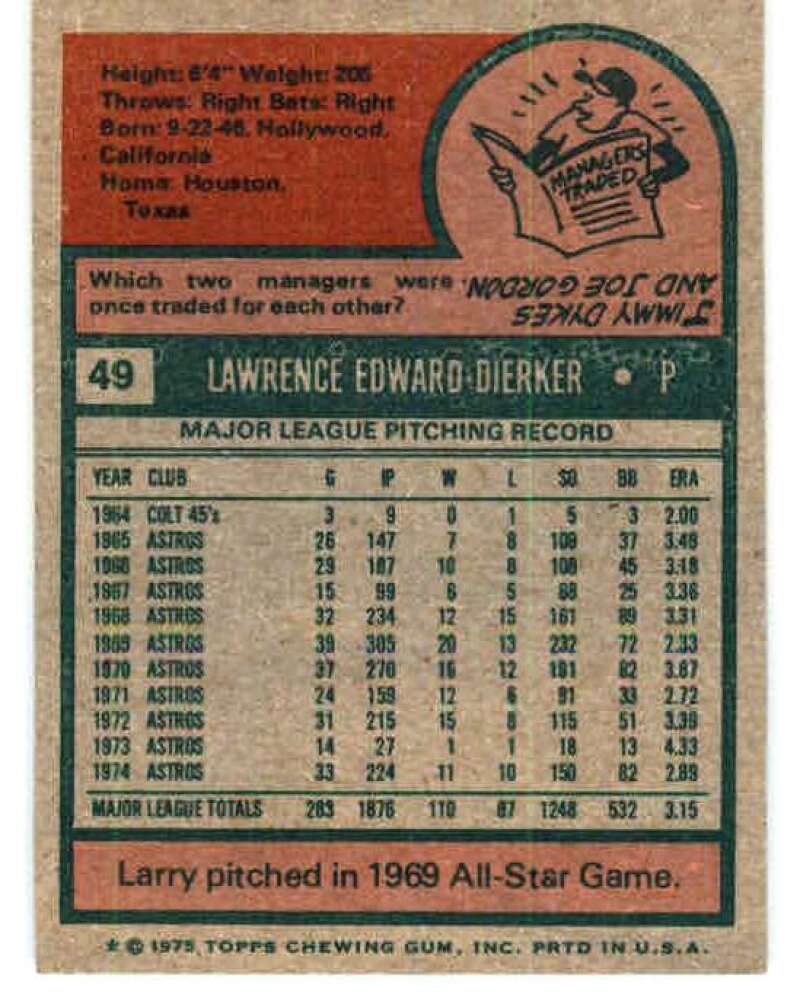 Height: 6'4" Weight: 205
Throws: Right Bats: Right
Born: 9-22-46, Hollywood,
California
Home: Houston,
Texas
MANAGERS
TRADED
Which two managers were
once traded for each other?
JIMMY DYKES
AND JOE GORDON
49 LAWRENCE EDWARD DIERKER • P
MAJOR LEAGUE PITCHING RECORD
YEAR CLUB G IP W L SO BB ERA
1964 COLT 45's 3 9 0 1 5 3 2.00
1965 ASTROS 26 147 7 8 109 37 3.49
1966 ASTROS 29 187 10 8 108 45 3.18
1967 ASTROS 15 99 6 5 68 25 3.36
1968 ASTROS 32 234 12 15 161 89 3.31
1969 ASTROS 39 305 20 13 232 72 2.33
1970 ASTROS 37 270 16 12 191 82 3.87
1971 ASTROS 24 159 12 6 91 33 2.72
1972 ASTROS 31 215 15 8 115 51 3.39
1973 ASTROS 14 27 1 1 18 13 4.33
1974 ASTROS 33 224 11 10 150 82 2.89
MAJOR LEAGUE TOTALS 283 1876 110 87 1248 532 3.15
Larry pitched in 1969 All-Star Game.
* © 1975 TOPPS CHEWING GUM, INC. PRTD IN U.S.A.